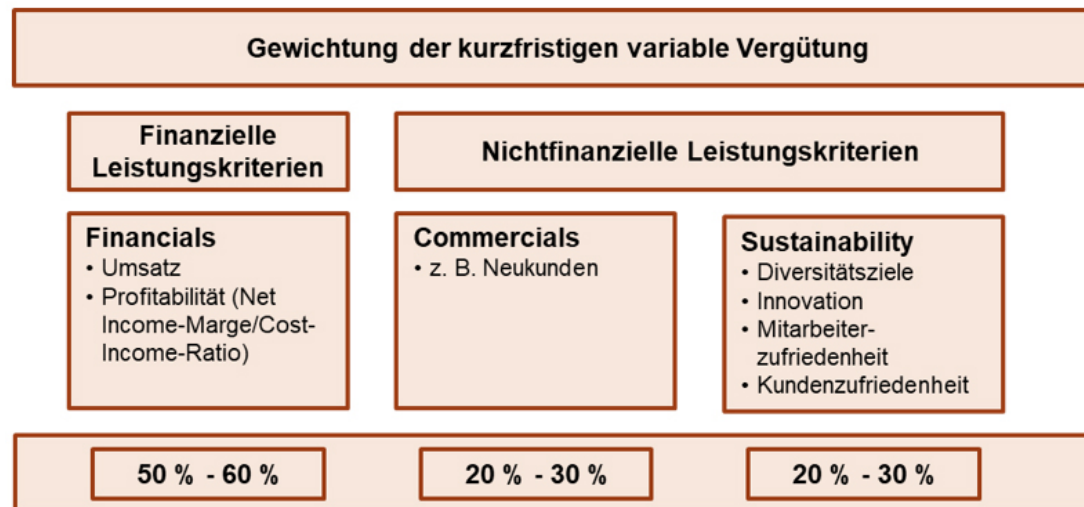 Gewichtung der kurzfristigen variable Vergütung
Finanzielle
Leistungskriterien
Nichtfinanzielle Leistungskriterien
Financials
• Umsatz
• Profitabilität (Net
Income-Marge/Cost-
Income-Ratio)
Commercials
• z. B. Neukunden
Sustainability
• Diversitätsziele
• Innovation
• Mitarbeiter-
zufriedenheit
• Kundenzufriedenheit
50 % - 60 %
20 % - 30 %
20 % - 30 %